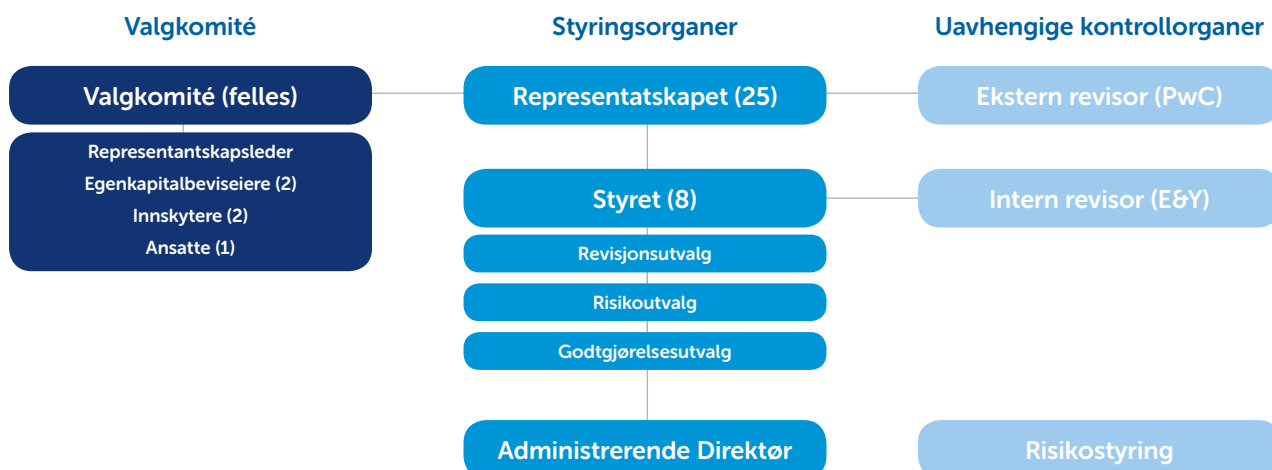 Valgkomité
Styringsorganer
Uavhengige kontrollorganer
Valgkomité (felles)
Representatskapet (25)
Ekstern revisor (PwC)
Representantskapsleder
Egenkapitalbeviseiere (2)
Innskytere (2)
Ansatte (1)
Styret (8)
Intern revisor (E&Y)
Revisjonsutvalg
Risikoutvalg
Godtgjørelsesutvalg
Administrerende Direktør
Risikostyring